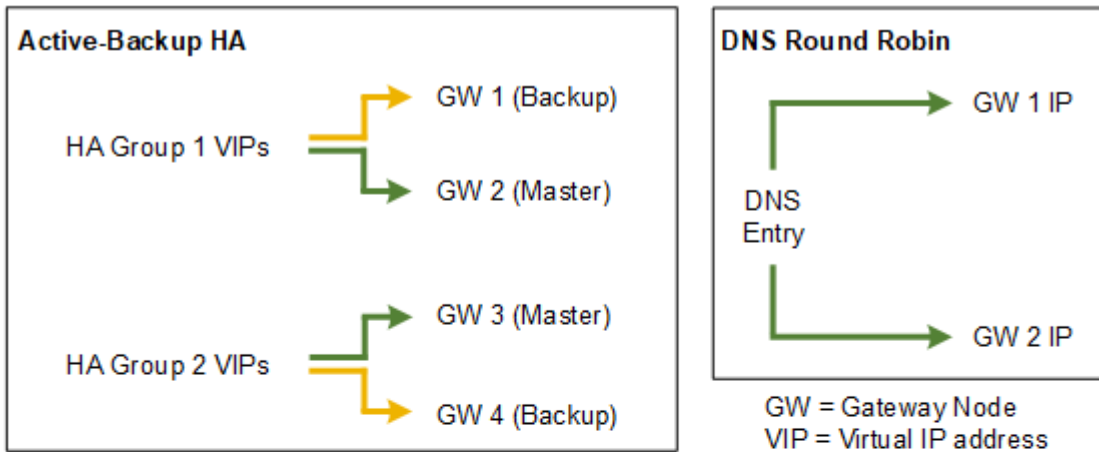 Active-Backup HA
GW 1 (Backup)
HA Group 1 VIPs
GW 2 (Master)
GW 3 (Master)
HA Group 2 VIPs
GW 4 (Backup)
DNS Round Robin
GW 1 IP
DNS
Entry
GW 2 IP
GW = Gateway Node
VIP = Virtual IP address